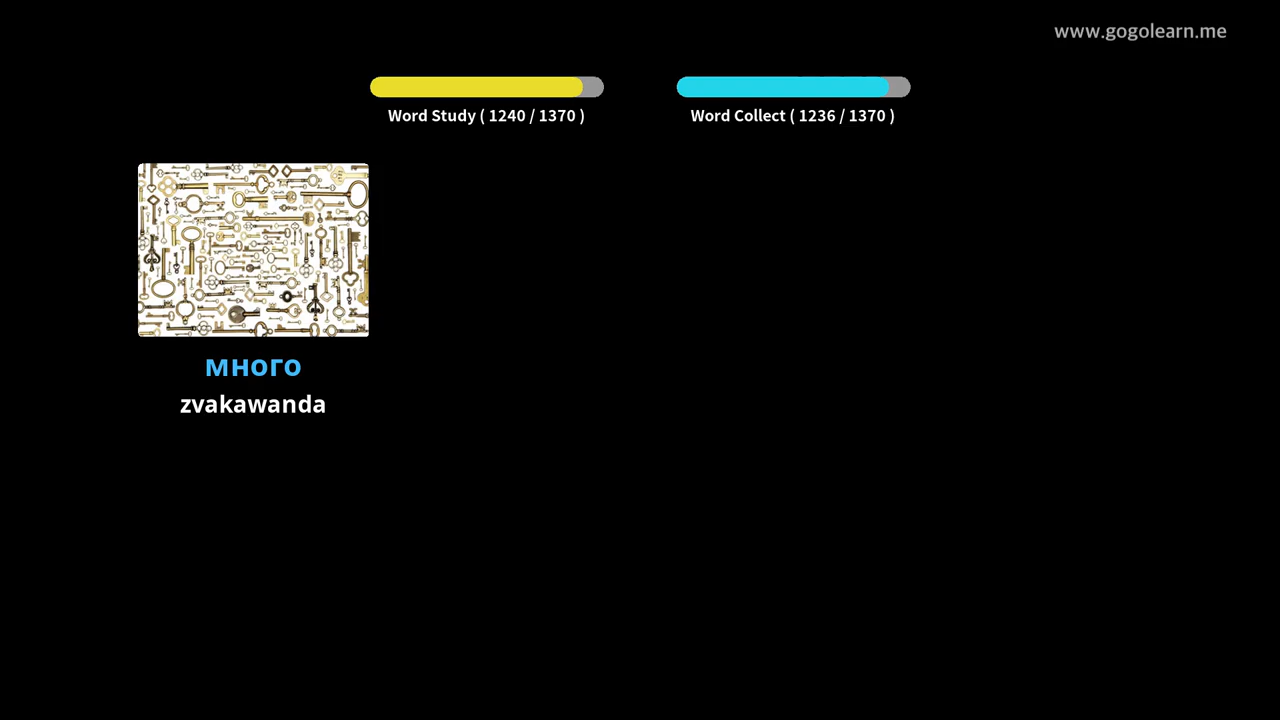 www.gogolearn.me
Word Study ( 1240 / 1370 )
Word Collect ( 1236 / 1370 )
много
zvakawanda